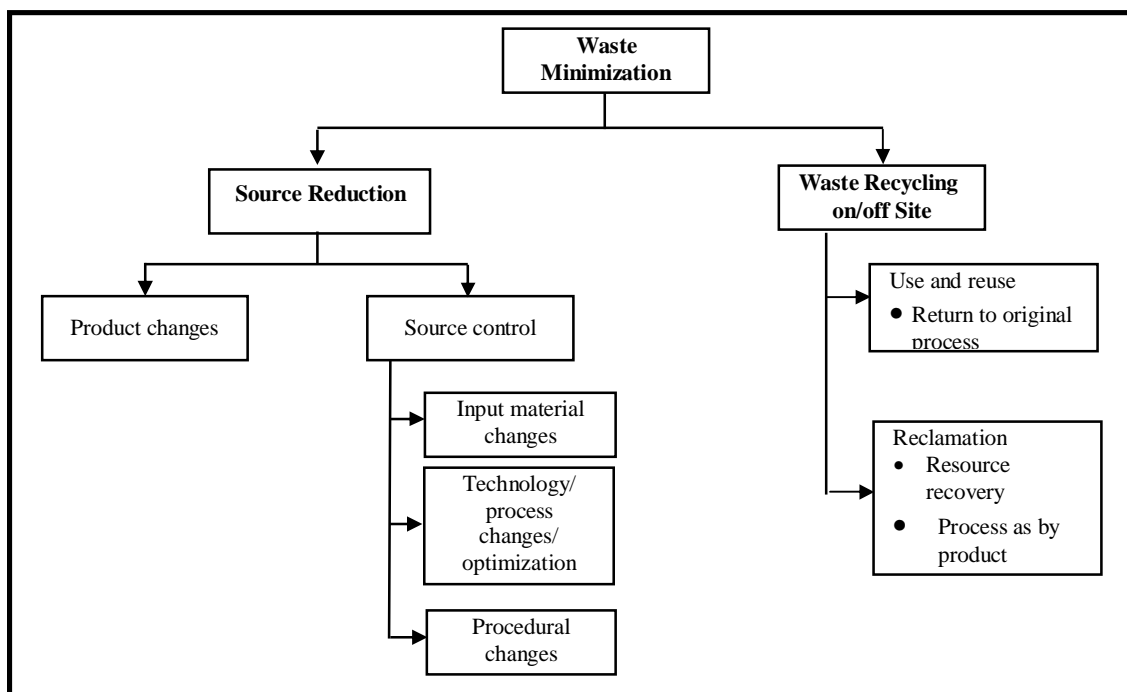 Waste
Minimization
Source Reduction
Waste Recycling
on/off Site
Product changes
Source control
Input material
changes
Technology/
process
changes/
optimization
Procedural
changes
Use and reuse
● Return to original
process
Reclamation
● Resource
recovery
● Process as by
product